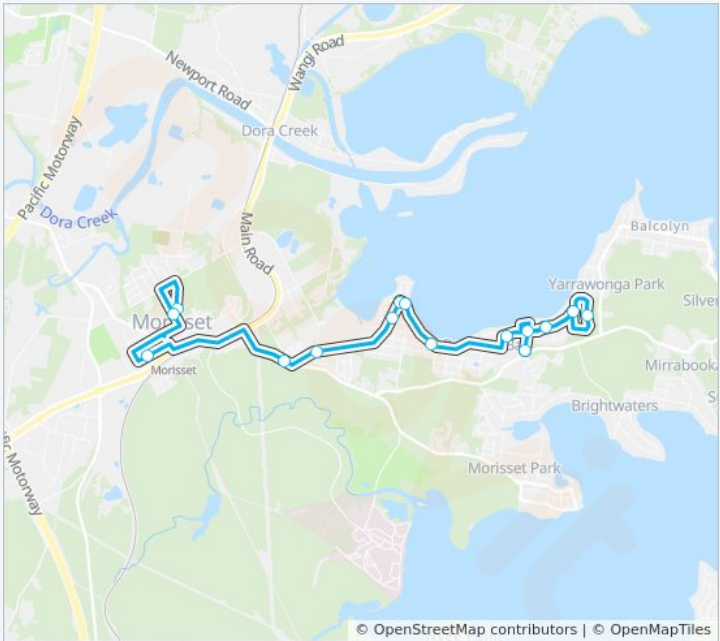 Wangi Road
Newport Road
Dora Creek
Pacific Motorway
Dora Creek
Main Road
Balcolyn
Yarrawonga Park
Silver
Morisset
Morisset
Mirrabooka
Brightwaters
Morisset Park
fic Motorway
© OpenStreetMap contributors | © OpenMapTiles